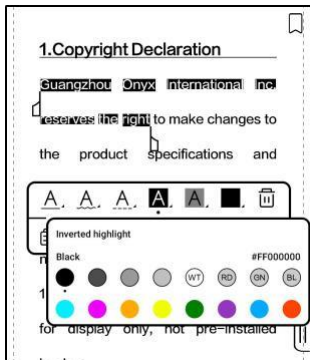 1.Copyright Declaration
Guangzhou Onyx International Inc.
reserves the right to make changes to
the product specifications and
A A A A A
Inverted highlight
Black #FF000000
WT RD GN BL
for display only, not pre-installed